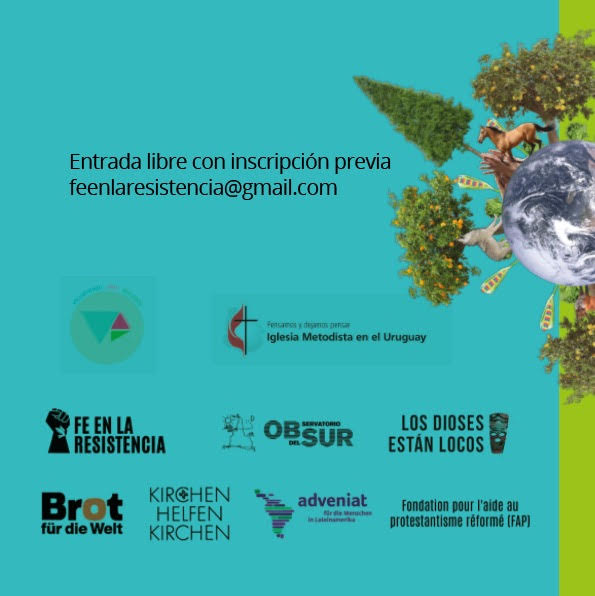 Entrada libre con inscripción previa
feenlaresistencia@gmail.com
Pensamos y dejamos pensar
Iglesia Metodista en el Uruguay
FE EN LA
RESISTENCIA
OBSERVATORIO
DEL SUR
LOS DIOSES
ESTÁN LOCOS
Brot
für die Welt
KIRCHEN
HELFEN
KIRCHEN
adveniat
für die Menschen
in Lateinamerika
Fondation pour l'aide au
protestantisme réformé (FAP)